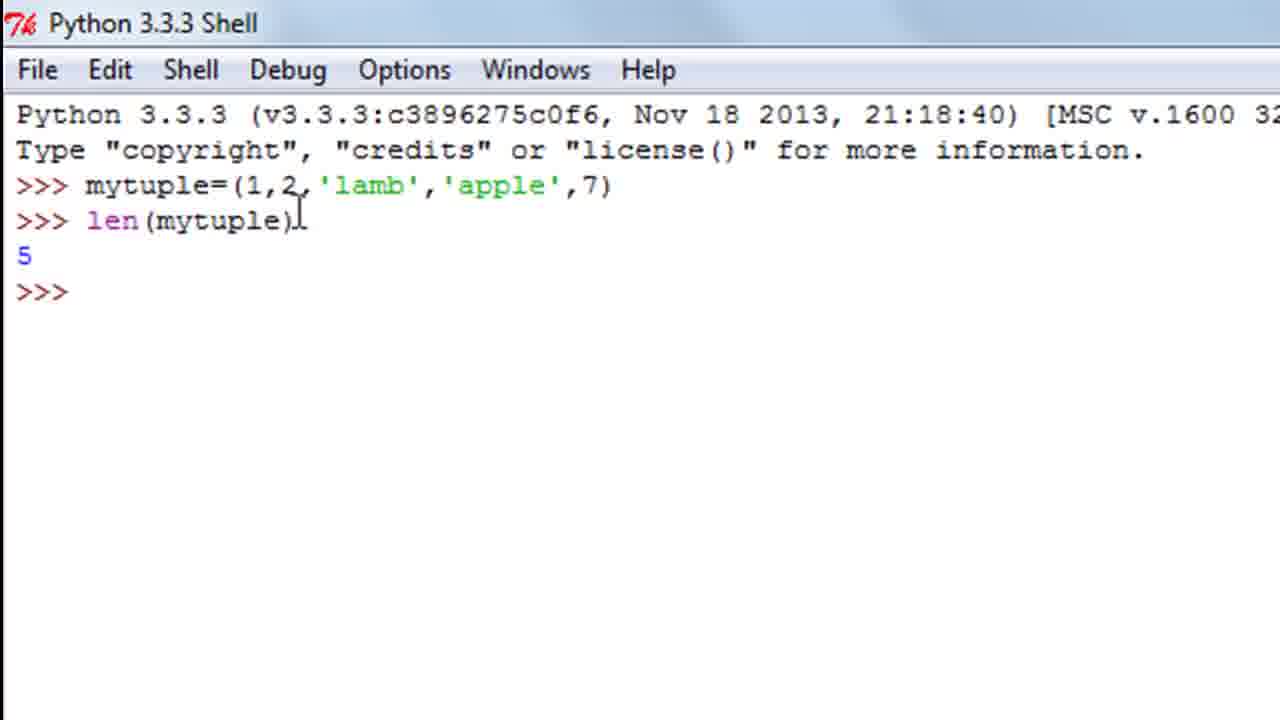 Python 3.3.3 Shell
File Edit Shell Debug Options Windows Help
Python 3.3.3 (v3.3.3:c3896275c0f6, Nov 18 2013, 21:18:40) [MSC v.1600 32
Type "copyright", "credits" or "license()" for more information.
>>> mytuple=(1,2,'lamb','apple',7)
>>> len(mytuple)
5
>>>